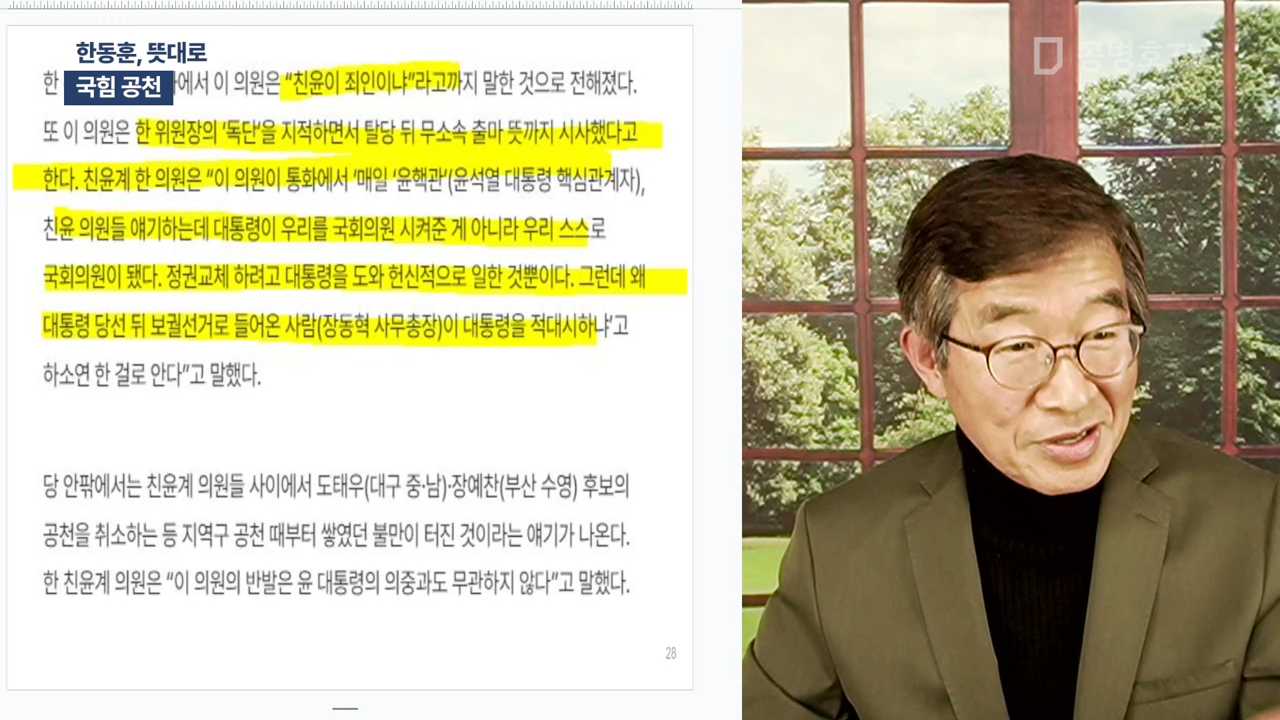 한동훈, 뜻대로
국힘 공천
한 에서 이 의원은 “친윤이 죄인이냐”라고까지 말한 것으로 전해졌다.
또 이 의원은 한 위원장의 ‘독단’을 지적하면서 탈당 뒤 무소속 출마 뜻까지 시사했다고
한다. 친윤계 한 의원은 “이 의원이 통화에서 ‘매일 ‘윤핵관’(윤석열 대통령 핵심관계자),
친윤 의원들 얘기하는데 대통령이 우리를 국회의원 시켜준 게 아니라 우리 스스로
국회의원이 됐다. 정권교체 하려고 대통령을 도와 헌신적으로 일한 것뿐이다. 그런데 왜
대통령 당선 뒤 보궐선거로 들어온 사람(장동혁 사무총장)이 대통령을 적대시하냐’고
하소연 한 걸로 안다”고 말했다.
당 안팎에서는 친윤계 의원들 사이에서 도태우(대구 중·남)·장예찬(부산 수영) 후보의
공천을 취소하는 등 지역구 공천 때부터 쌓였던 불만이 터진 것이라는 얘기가 나온다.
한 친윤계 의원은 “이 의원의 반발은 윤 대통령의 의중과도 무관하지 않다”고 말했다.
28
공병호TV